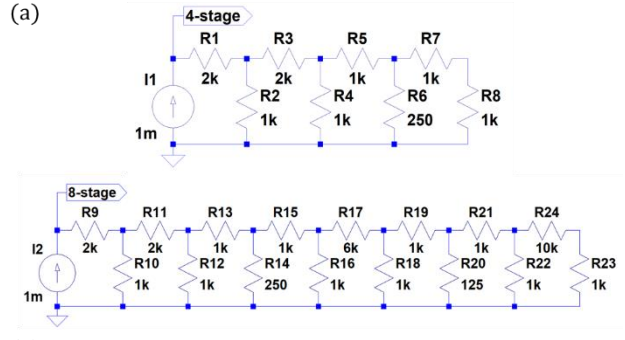 (a)
4-stage
R1 R3 R5 R7
2k 2k 1k 1k
I1 R2 R4 R6 R8
1k 1k 250 1k
1m
8-stage
R9 R11 R13 R15 R17 R19 R21 R24
2k 2k 1k 1k 6k 1k 1k 10k
I2 R10 R12 R14 R16 R18 R20 R22 R23
1k 1k 250 1k 1k 125 1k 1k
1m